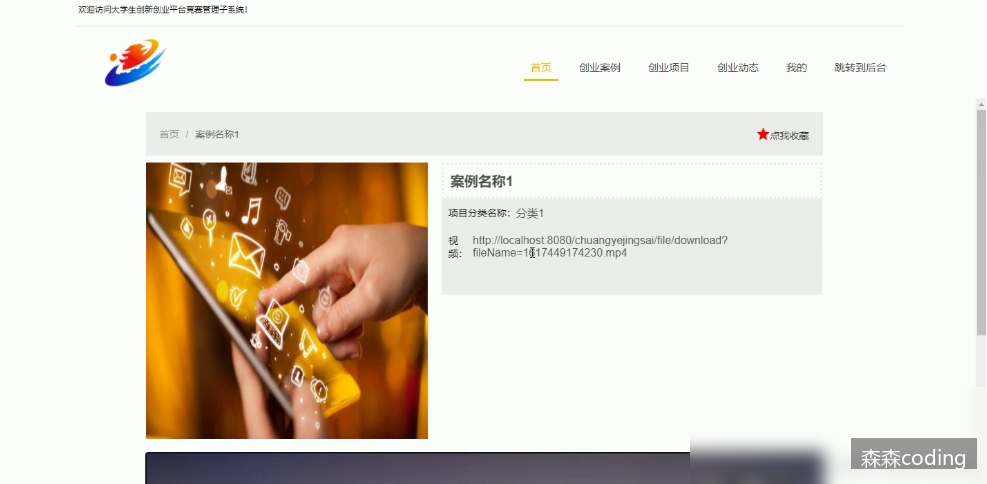 欢迎访问大学生创新创业平台竞赛管理子系统!
首页 创业案例 创业项目 创业动态 我的 跳转到后台
首页 / 案例名称1
点我收藏
案例名称1
项目分类名称: 分类1
视频: http://localhost:8080/chuangyejingsai/file/download?
fileName=1617449174230.mp4
森森coding